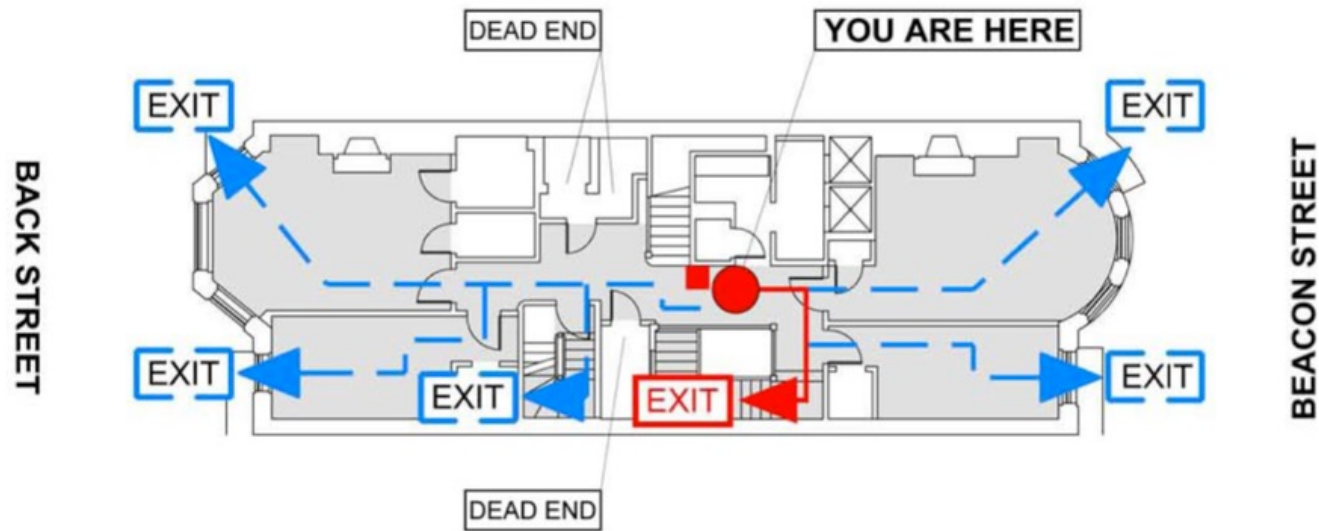 DEAD END
YOU ARE HERE
EXIT
EXIT
BACK STREET
BEACON STREET
EXIT
EXIT
EXIT
EXIT
DEAD END